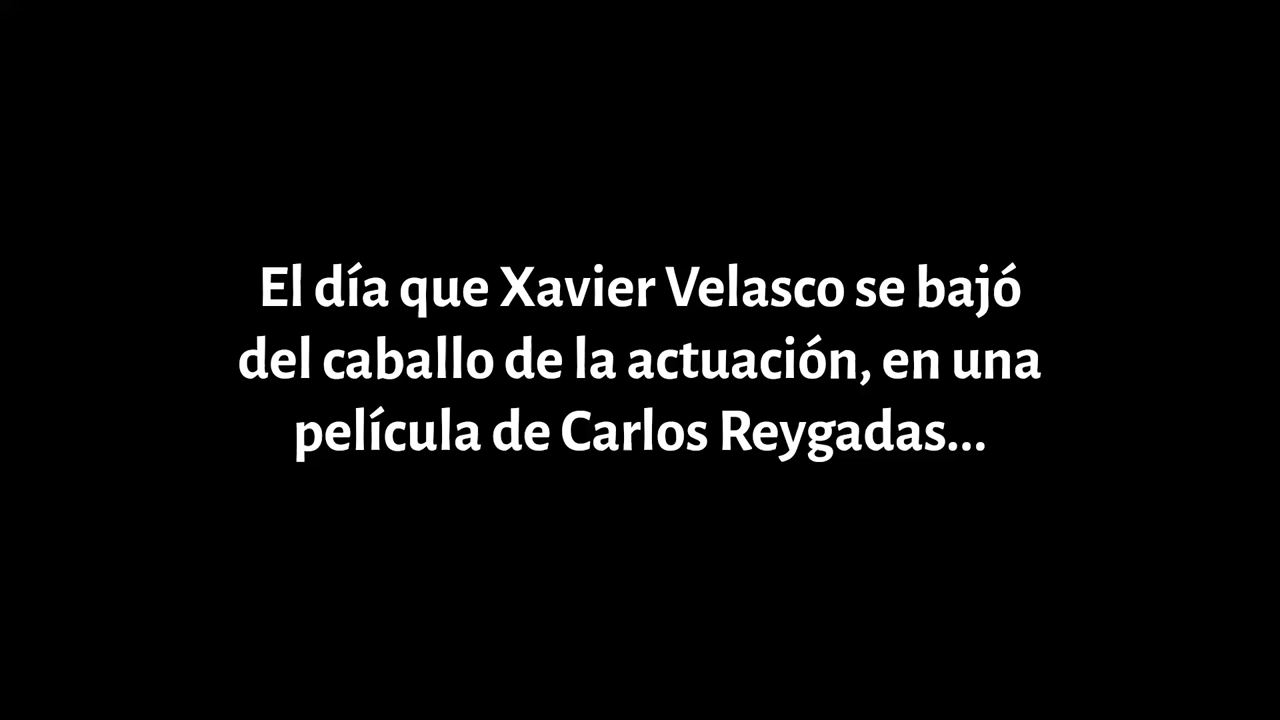 El día que Xavier Velasco se bajó
del caballo de la actuación, en una
película de Carlos Reygadas...